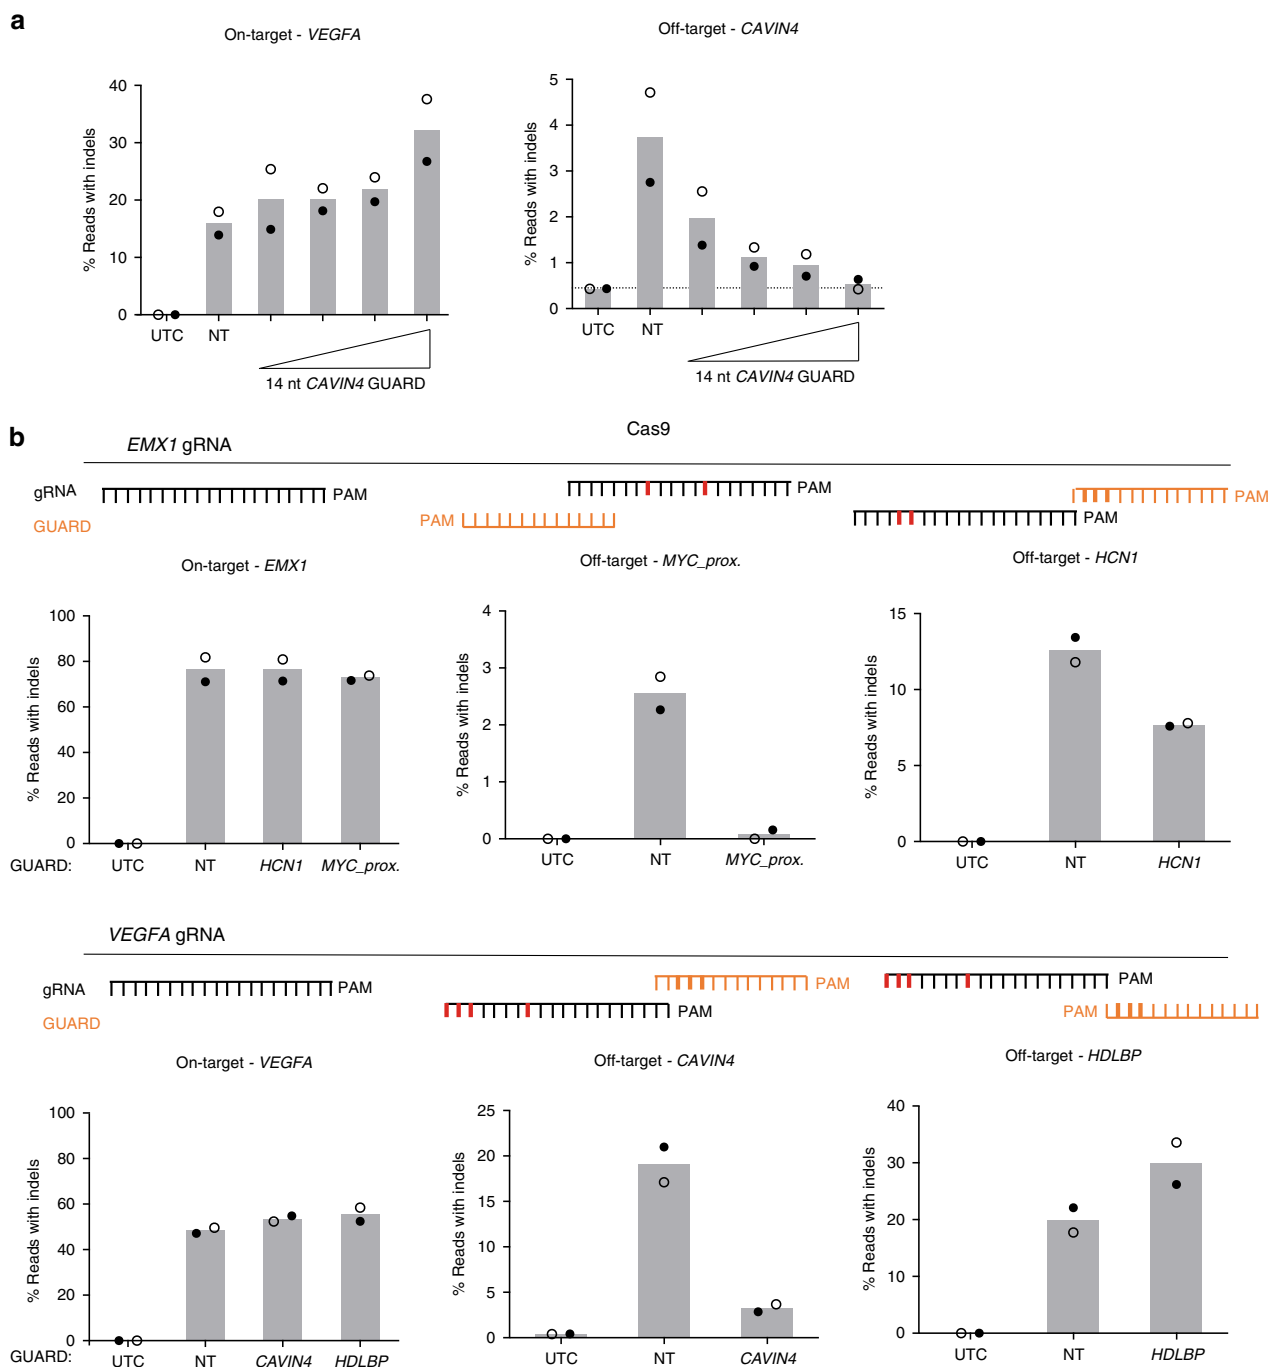 a
On-target - VEGFA
Off-target - CAVIN4
% Reads with indels
40
30
20
10
0
UTC NT
14 nt CAVIN4 GUARD
% Reads with indels
5
4
3
2
1
0
UTC NT
14 nt CAVIN4 GUARD
b
Cas9
EMX1 gRNA
gRNA
GUARD
PAM
PAM
PAM
PAM
PAM
On-target - EMX1
% Reads with indels
100
80
60
40
20
0
GUARD: UTC NT HCN1 MYC_prox.
Off-target - MYC_prox.
% Reads with indels
4
3
2
1
0
UTC NT MYC_prox.
Off-target - HCN1
% Reads with indels
15
10
5
0
UTC NT HCN1
VEGFA gRNA
gRNA
GUARD
PAM
PAM
PAM
PAM
PAM
On-target - VEGFA
% Reads with indels
100
80
60
40
20
0
GUARD: UTC NT CAVIN4 HDLBP
Off-target - CAVIN4
% Reads with indels
25
20
15
10
5
0
UTC NT CAVIN4
Off-target - HDLBP
% Reads with indels
40
30
20
10
0
UTC NT HDLBP